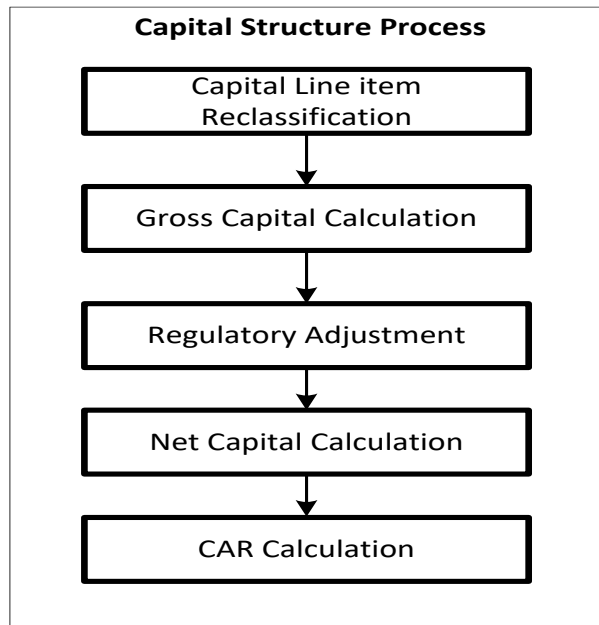 Capital Structure Process
Capital Line item
Reclassification
Gross Capital Calculation
Regulatory Adjustment
Net Capital Calculation
CAR Calculation